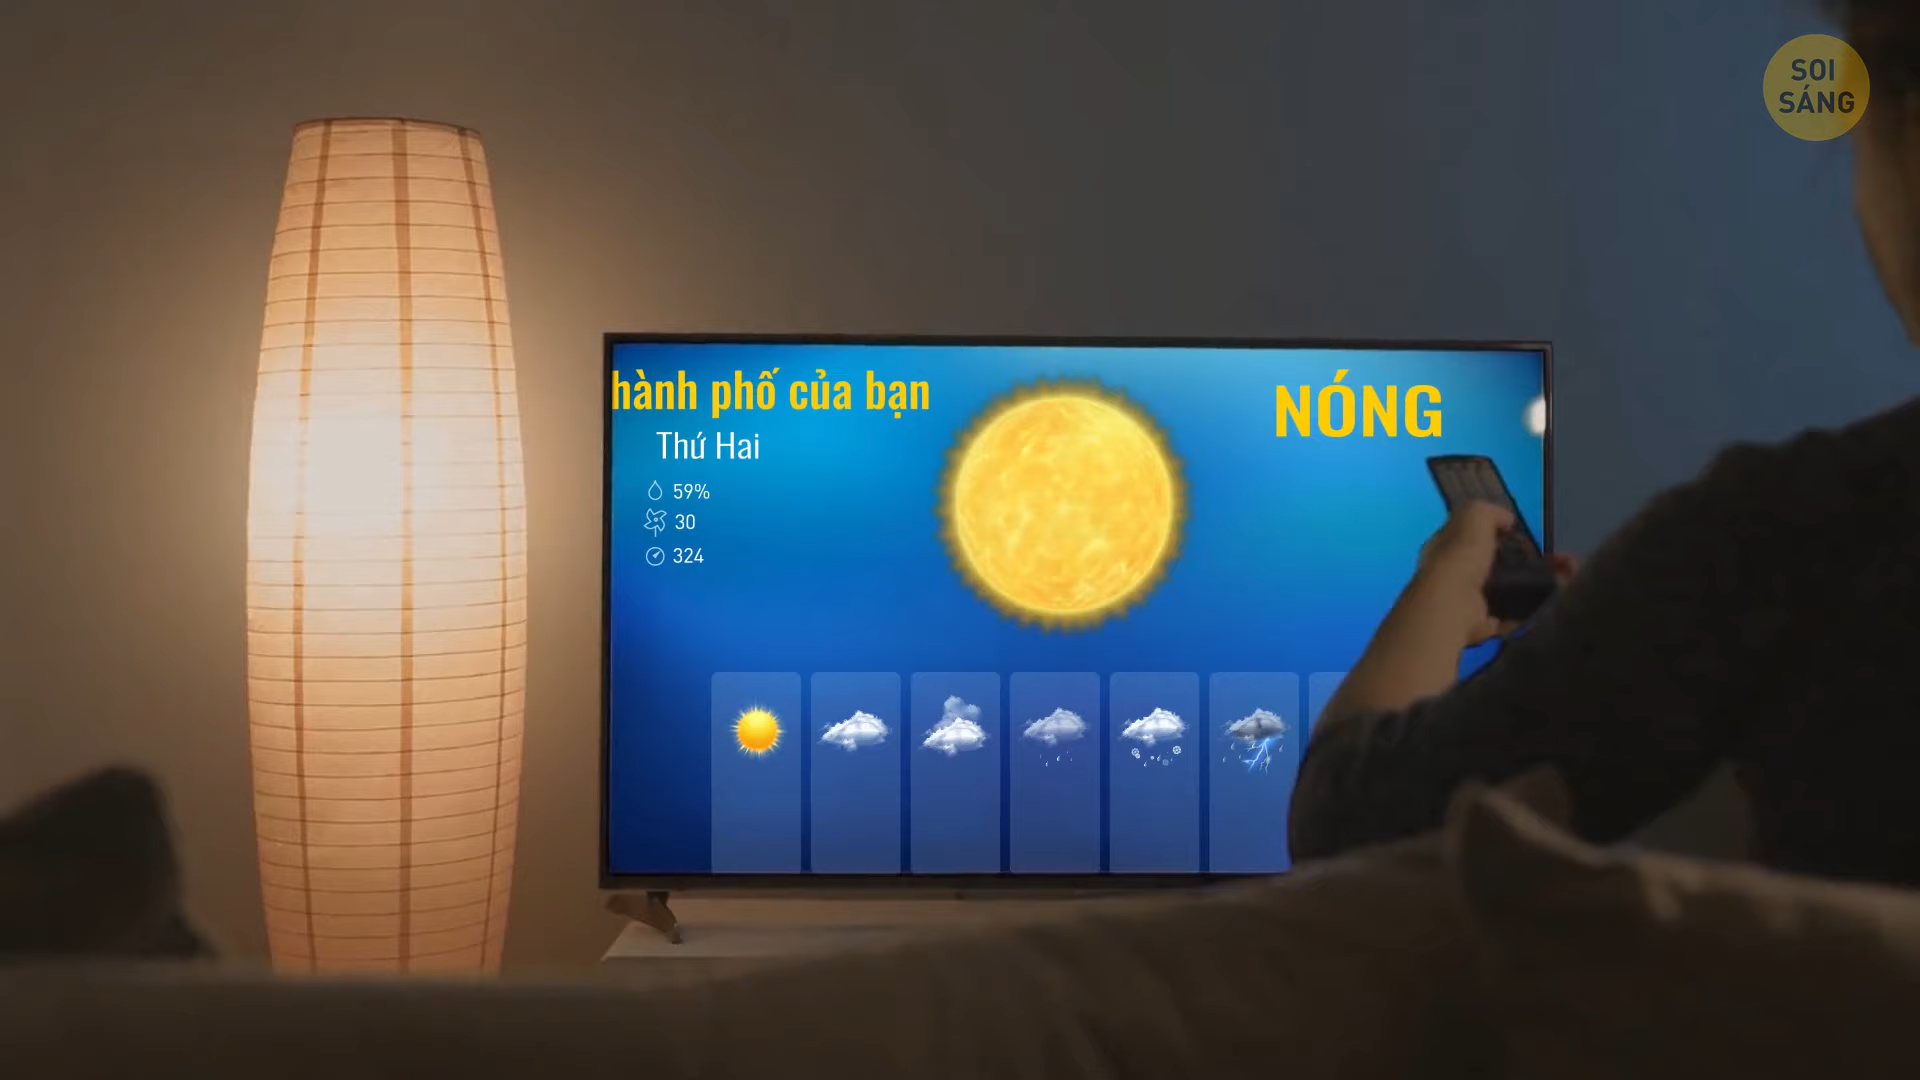 SOI
SÁNG
hành phố của bạn
NÓNG
Thứ Hai
59%
30
324